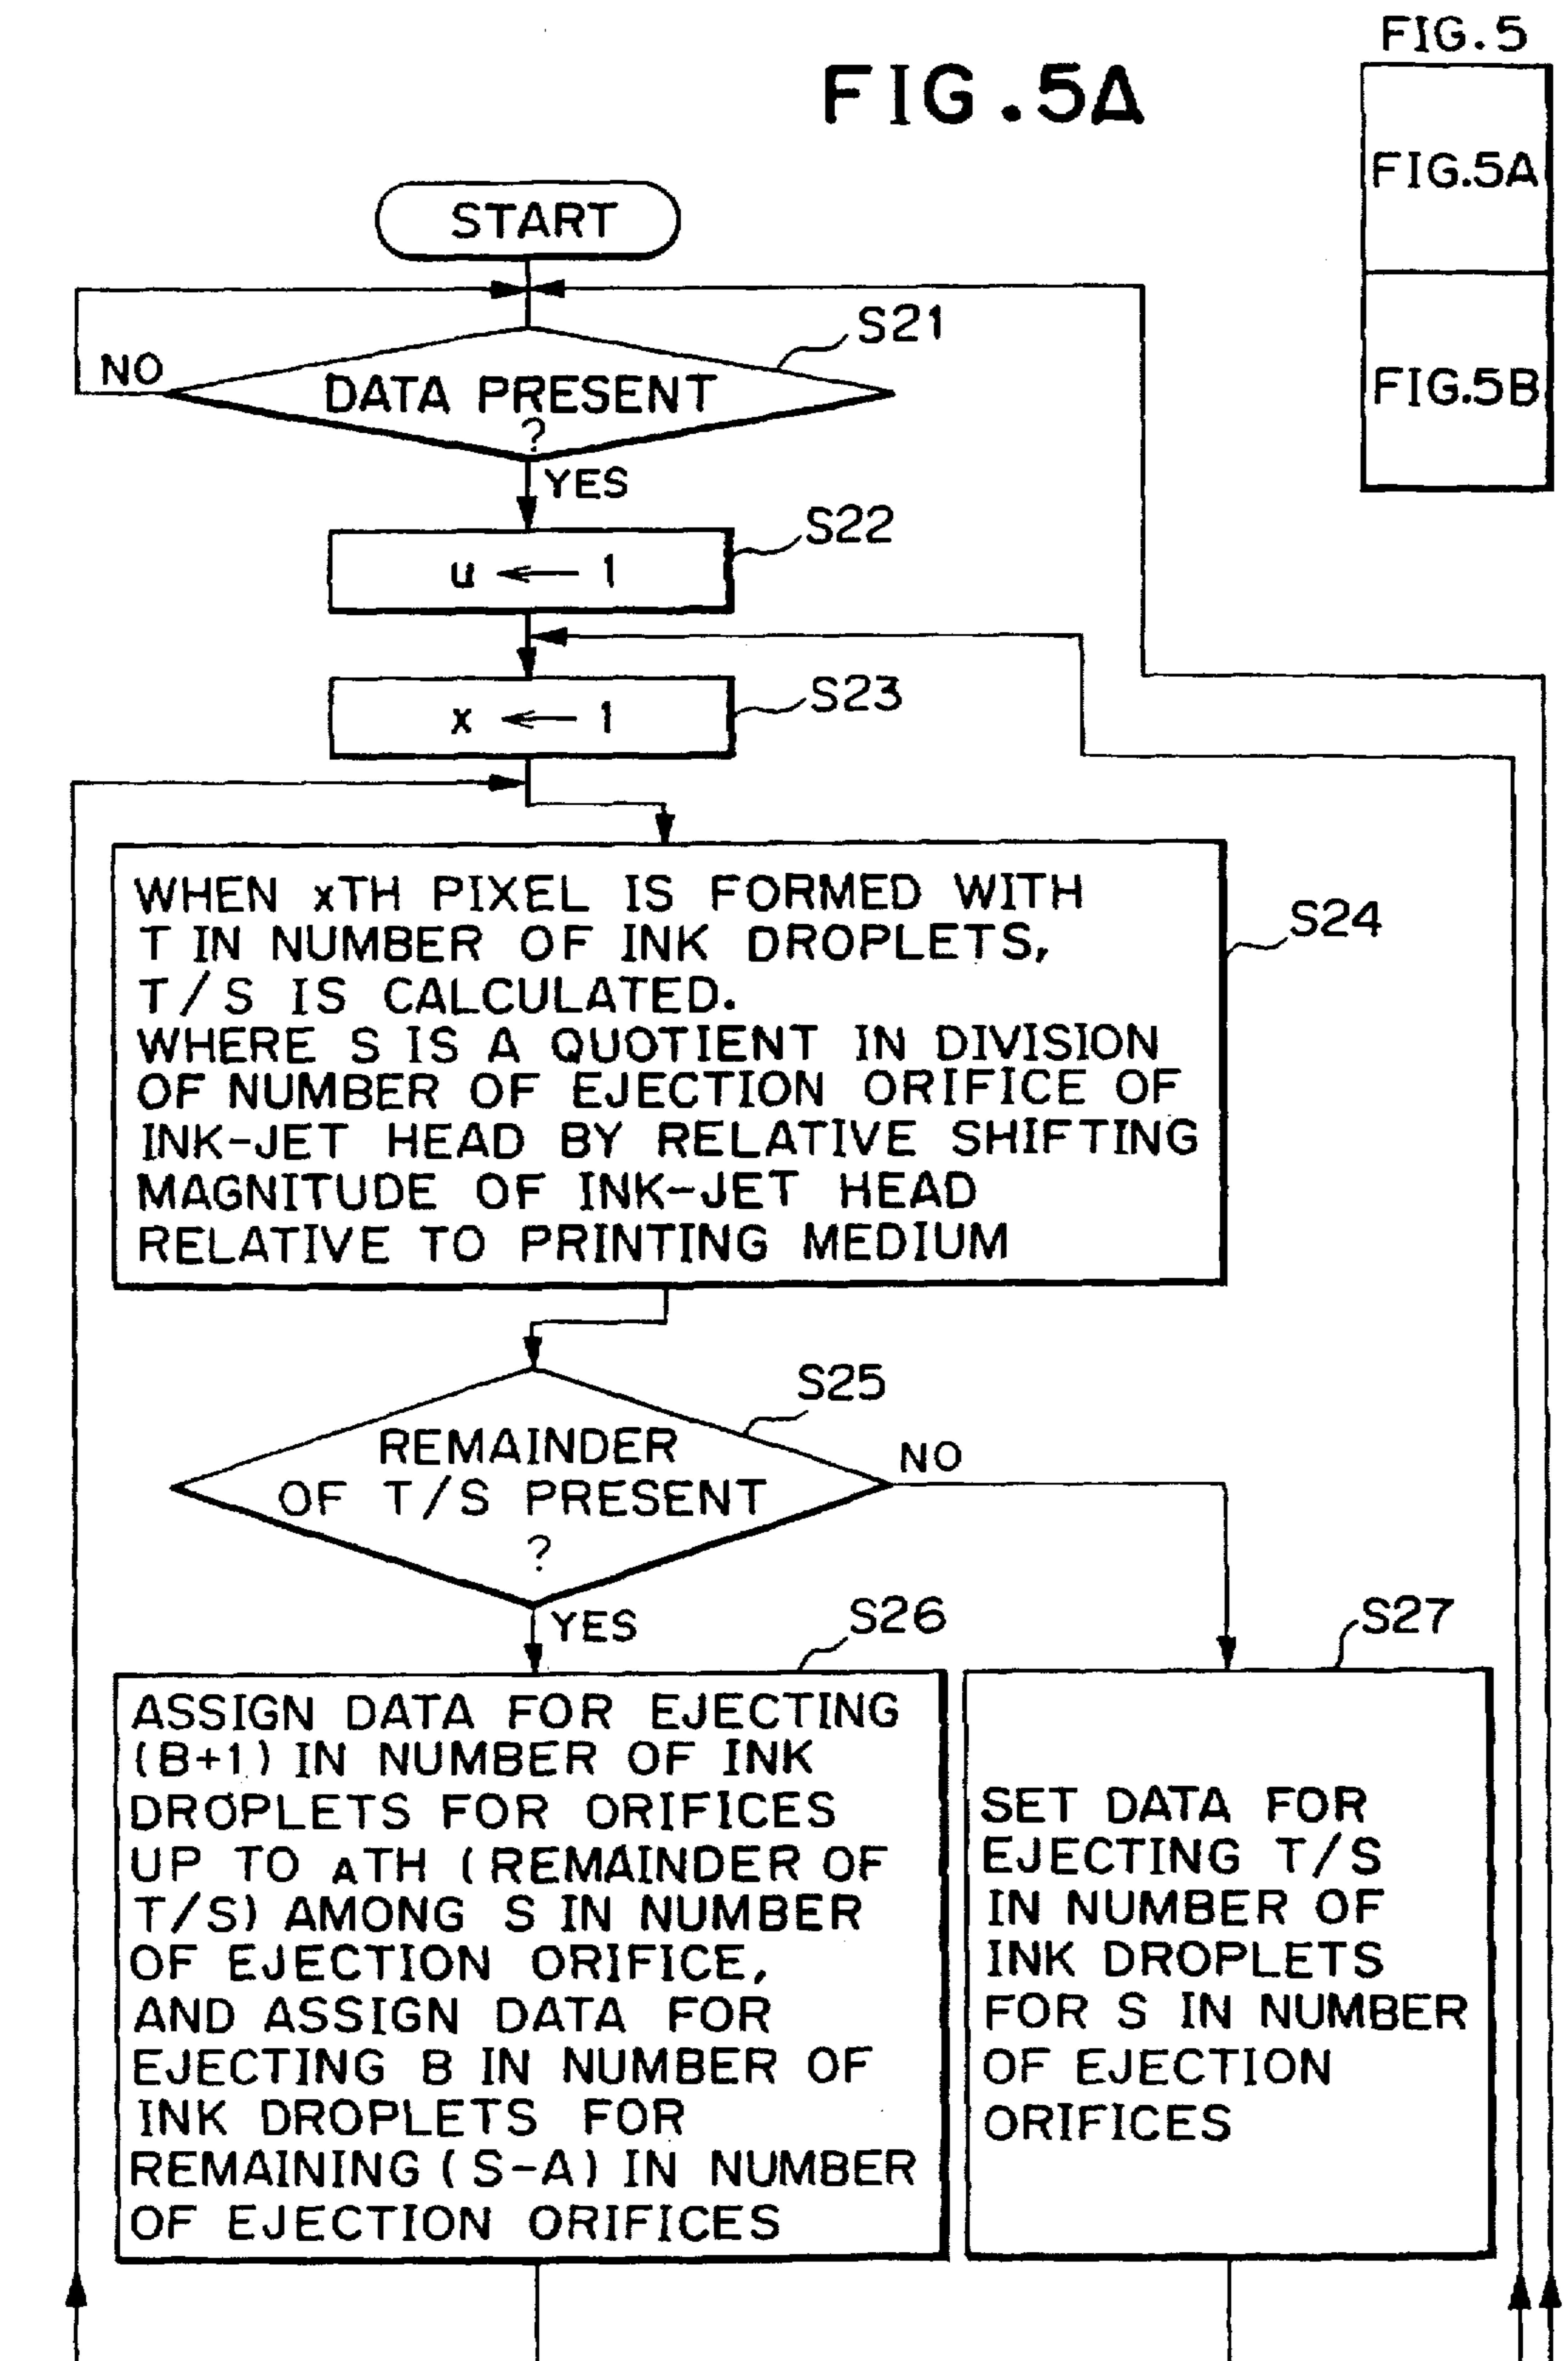 FIG.5
FIG.5A
FIG.5A
FIG.5B
START
S21
NO
DATA PRESENT
?
YES
S22
u ← 1
S23
x ← 1
WHEN xTH PIXEL IS FORMED WITH
T IN NUMBER OF INK DROPLETS,
T/S IS CALCULATED.
WHERE S IS A QUOTIENT IN DIVISION
OF NUMBER OF EJECTION ORIFICE OF
INK-JET HEAD BY RELATIVE SHIFTING
MAGNITUDE OF INK-JET HEAD
RELATIVE TO PRINTING MEDIUM
S24
S25
REMAINDER
OF T/S PRESENT
?
NO
YES
S26
S27
ASSIGN DATA FOR EJECTING
(B+1) IN NUMBER OF INK
DROPLETS FOR ORIFICES
UP TO ATH (REMAINDER OF
T/S) AMONG S IN NUMBER
OF EJECTION ORIFICE,
AND ASSIGN DATA FOR
EJECTING B IN NUMBER OF
INK DROPLETS FOR
REMAINING (S-A) IN NUMBER
OF EJECTION ORIFICES
SET DATA FOR
EJECTING T/S
IN NUMBER OF
INK DROPLETS
FOR S IN NUMBER
OF EJECTION
ORIFICES